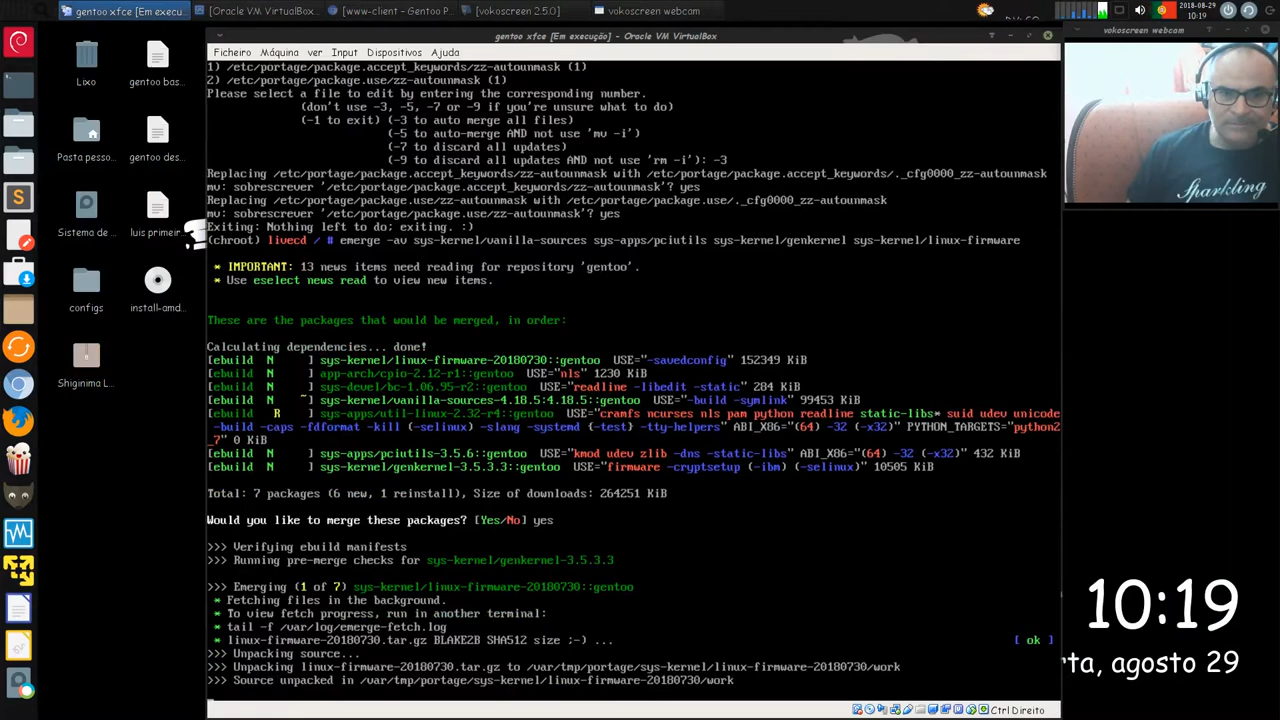 gentoo xfce [Em execu...
[Oracle VM VirtualBox]
[www-client – Gentoo P...
[vokoscreen 2.5.0]
vokoscreen webcam
2018-08-29
10:19
gentoo xfce [Em execução] - Oracle VM VirtualBox
vokoscreen webcam
Ficheiro Máquina ver Input Dispositivos Ajuda
Lixo
gentoo bas...
Pasta pesso...
gentoo des...
Sistema de ...
luis primeir...
configs
install-amd...
Shiginima L...
1) /etc/portage/package.accept_keywords/zz-autounmask (1)
2) /etc/portage/package.use/zz-autounmask (1)
Please select a file to edit by entering the corresponding number.
(don't use -3, -5, -7 or -9 if you're unsure what to do)
(-1 to exit) (-3 to auto merge all files)
(-5 to auto-merge AND not use 'mv -i')
(-7 to discard all updates)
(-9 to discard all updates AND not use 'rm -i'): -3
Replacing /etc/portage/package.accept_keywords/zz-autounmask with /etc/portage/package.accept_keywords/._cfg0000_zz-autounmask
mv: sobrescrever '/etc/portage/package.accept_keywords/zz-autounmask'? yes
Replacing /etc/portage/package.use/zz-autounmask with /etc/portage/package.use/._cfg0000_zz-autounmask
mv: sobrescrever '/etc/portage/package.use/zz-autounmask'? yes
Exiting: Nothing left to do; exiting. :)
(chroot) livecd / # emerge -av sys-kernel/vanilla-sources sys-apps/pciutils sys-kernel/genkernel sys-kernel/linux-firmware
* IMPORTANT: 13 news items need reading for repository 'gentoo'.
* Use eselect news read to view new items.
These are the packages that would be merged, in order:
Calculating dependencies... done!
[ebuild N ] sys-kernel/linux-firmware-20180730::gentoo USE="-savedconfig" 152349 KiB
[ebuild N ] app-arch/cpio-2.12-r1::gentoo USE="nls" 1230 KiB
[ebuild N ] sys-devel/bc-1.06.95-r2::gentoo USE="readline -libedit -static" 284 KiB
[ebuild N ~] sys-kernel/vanilla-sources-4.18.5:4.18.5::gentoo USE="-build -symlink" 99453 KiB
[ebuild R ] sys-apps/util-linux-2.32-r4::gentoo USE="cramfs ncurses nls pam python readline static-libs* suid udev unicode
-build -caps -fdformat -kill (-selinux) -slang -systemd {-test} -tty-helpers" ABI_X86="(64) -32 (-x32)" PYTHON_TARGETS="python2
_7" 0 KiB
[ebuild N ] sys-apps/pciutils-3.5.6::gentoo USE="kmod udev zlib -dns -static-libs" ABI_X86="(64) -32 (-x32)" 432 KiB
[ebuild N ] sys-kernel/genkernel-3.5.3.3::gentoo USE="firmware -cryptsetup (-ibm) (-selinux)" 10505 KiB
Total: 7 packages (6 new, 1 reinstall), Size of downloads: 264251 KiB
Would you like to merge these packages? [Yes/No] yes
>>> Verifying ebuild manifests
>>> Running pre-merge checks for sys-kernel/genkernel-3.5.3.3
>>> Emerging (1 of 7) sys-kernel/linux-firmware-20180730::gentoo
* Fetching files in the background.
* To view fetch progress, run in another terminal:
* tail -f /var/log/emerge-fetch.log
* linux-firmware-20180730.tar.gz BLAKE2B SHA512 size ;-) ... [ ok ]
>>> Unpacking source...
>>> Unpacking linux-firmware-20180730.tar.gz to /var/tmp/portage/sys-kernel/linux-firmware-20180730/work
>>> Source unpacked in /var/tmp/portage/sys-kernel/linux-firmware-20180730/work
Ctrl Direito
Sparkling
10:19
rta, agosto 29